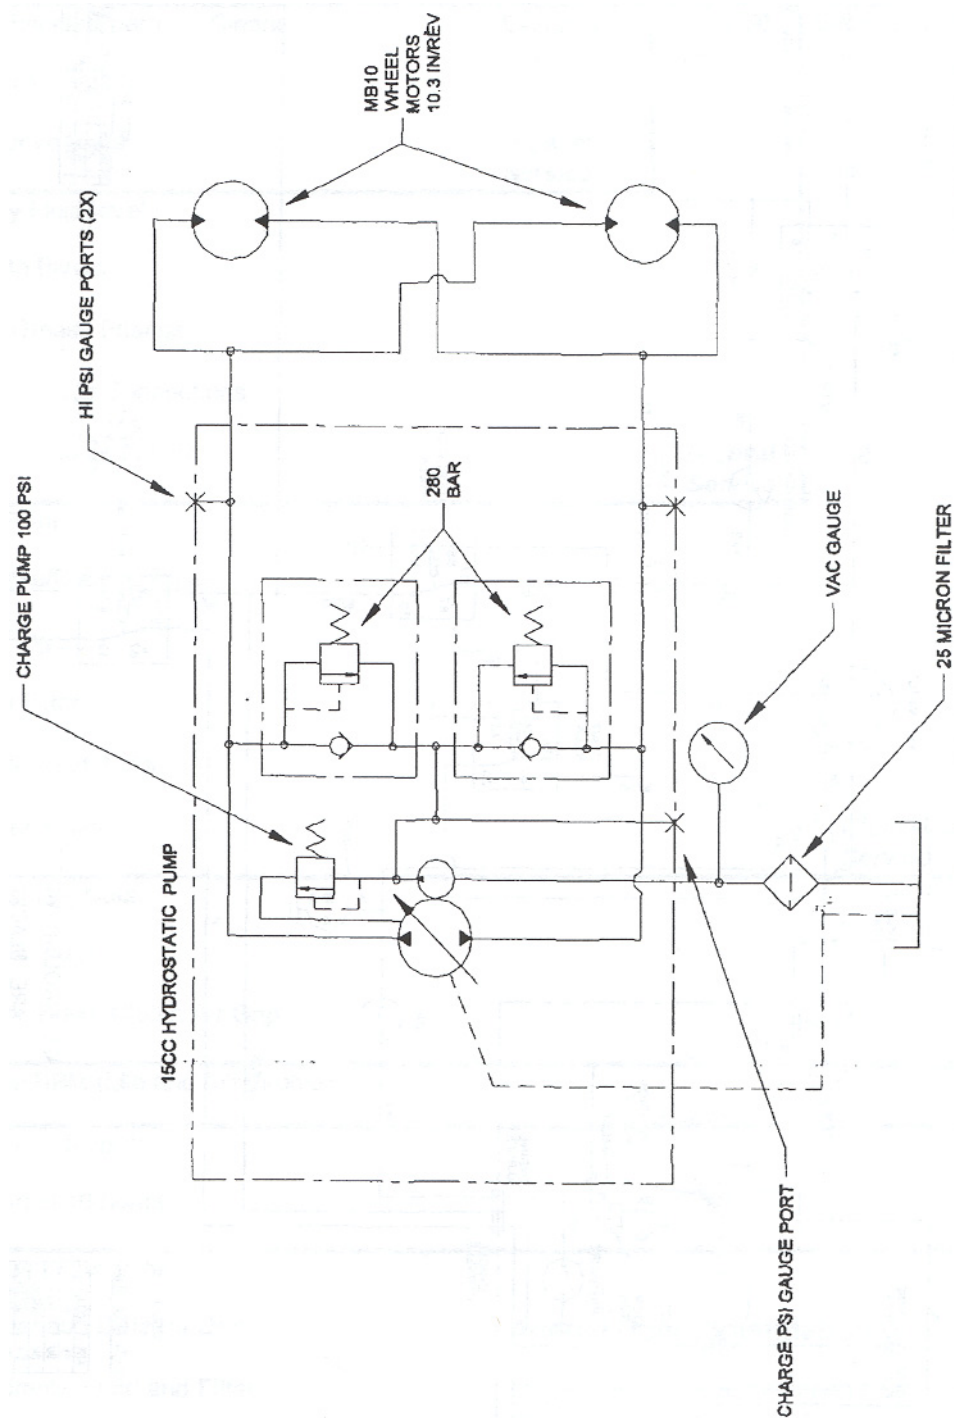 CHARGE PUMP 100 PSI
HI PSI GAUGE PORTS (2X)
MB10
WHEEL
MOTORS
10.3 IN/REV
15CC HYDROSTATIC PUMP
280
BAR
VAC GAUGE
25 MICRON FILTER
CHARGE PSI GAUGE PORT